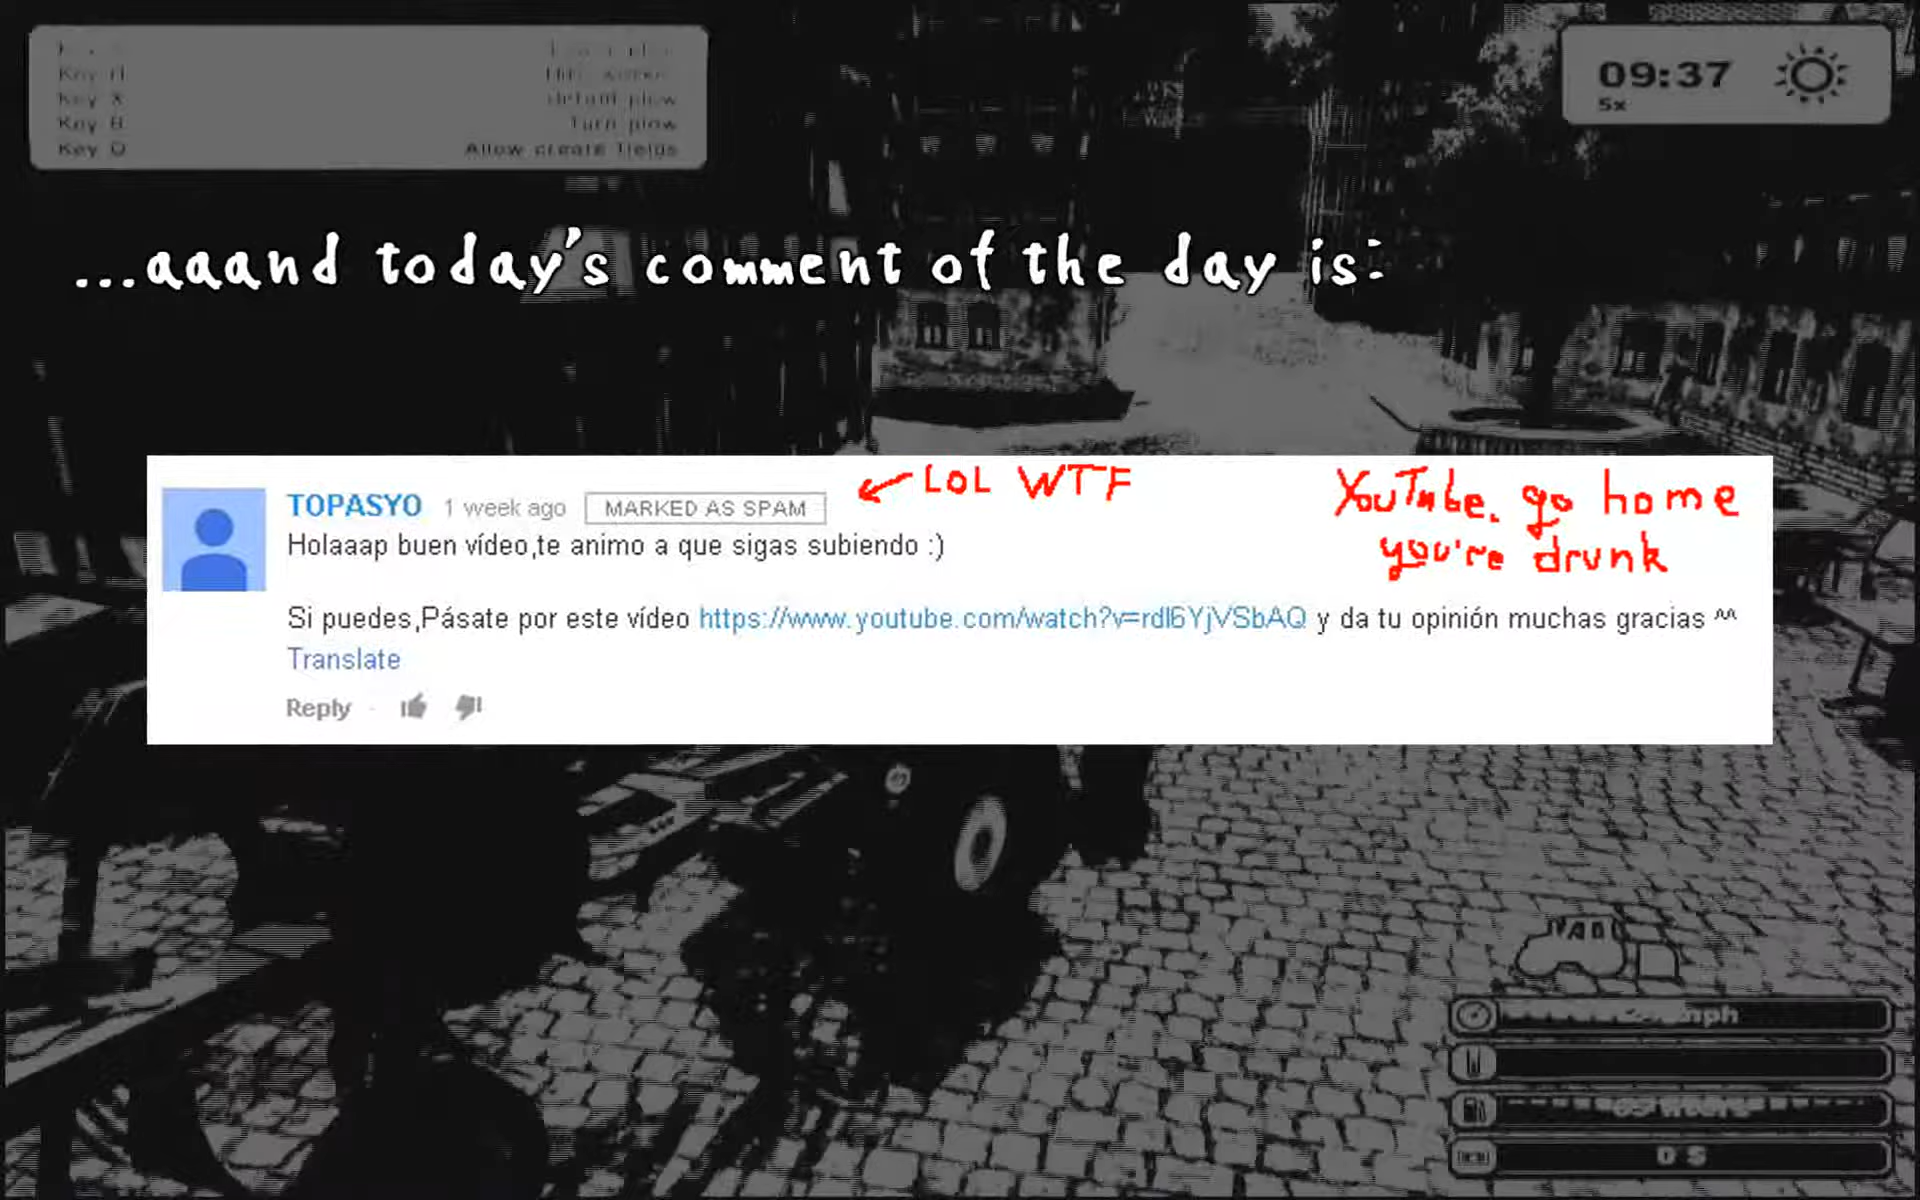 Key X
Key B
Turn plow
Key O
Allow create fields
09:37
5x
...aaand today's comment of the day is:
TOPASYO 1 week ago MARKED AS SPAM
LOL WTF
YouTube. go home
you're drunk
Holaaap buen vídeo,te animo a que sigas subiendo :)
Si puedes,Pásate por este vídeo https://www.youtube.com/watch?v=rdl6YjVSbAQ y da tu opinión muchas gracias ^^
Translate
Reply
mph
0 $